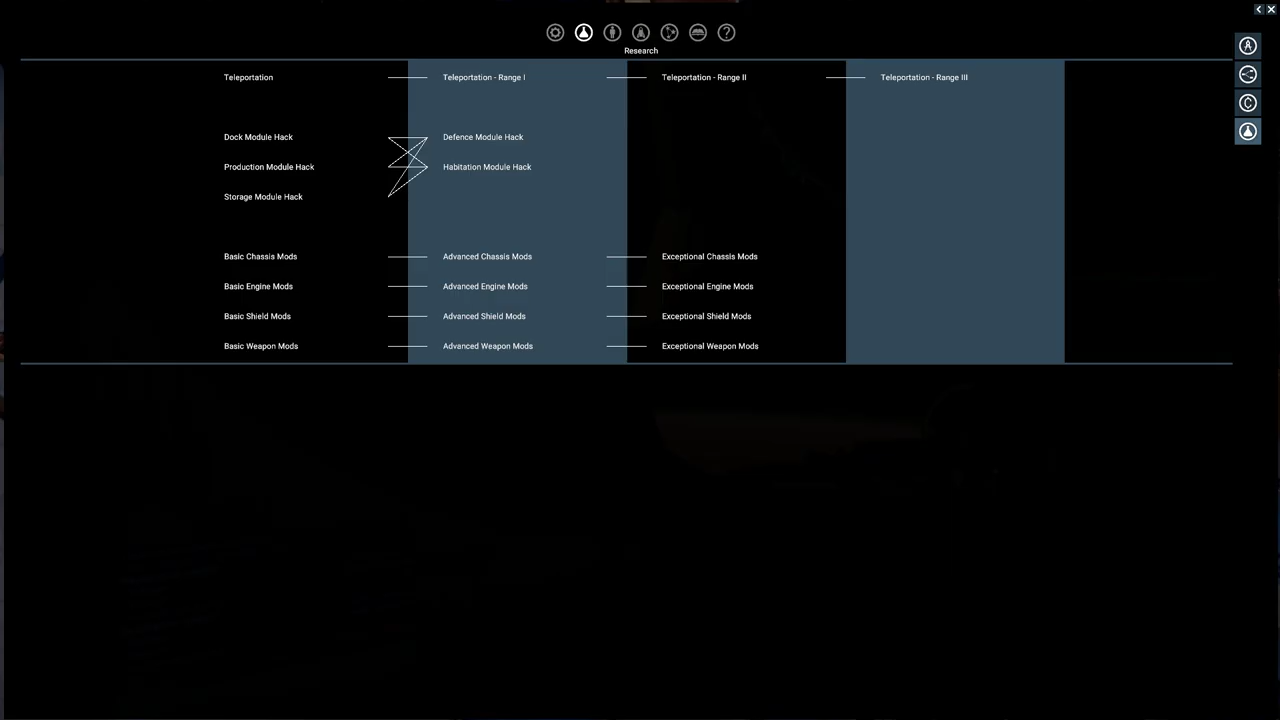 Research
Teleportation Teleportation - Range I Teleportation - Range II Teleportation - Range III
Dock Module Hack Defence Module Hack
Production Module Hack Habitation Module Hack
Storage Module Hack
Basic Chassis Mods Advanced Chassis Mods Exceptional Chassis Mods
Basic Engine Mods Advanced Engine Mods Exceptional Engine Mods
Basic Shield Mods Advanced Shield Mods Exceptional Shield Mods
Basic Weapon Mods Advanced Weapon Mods Exceptional Weapon Mods